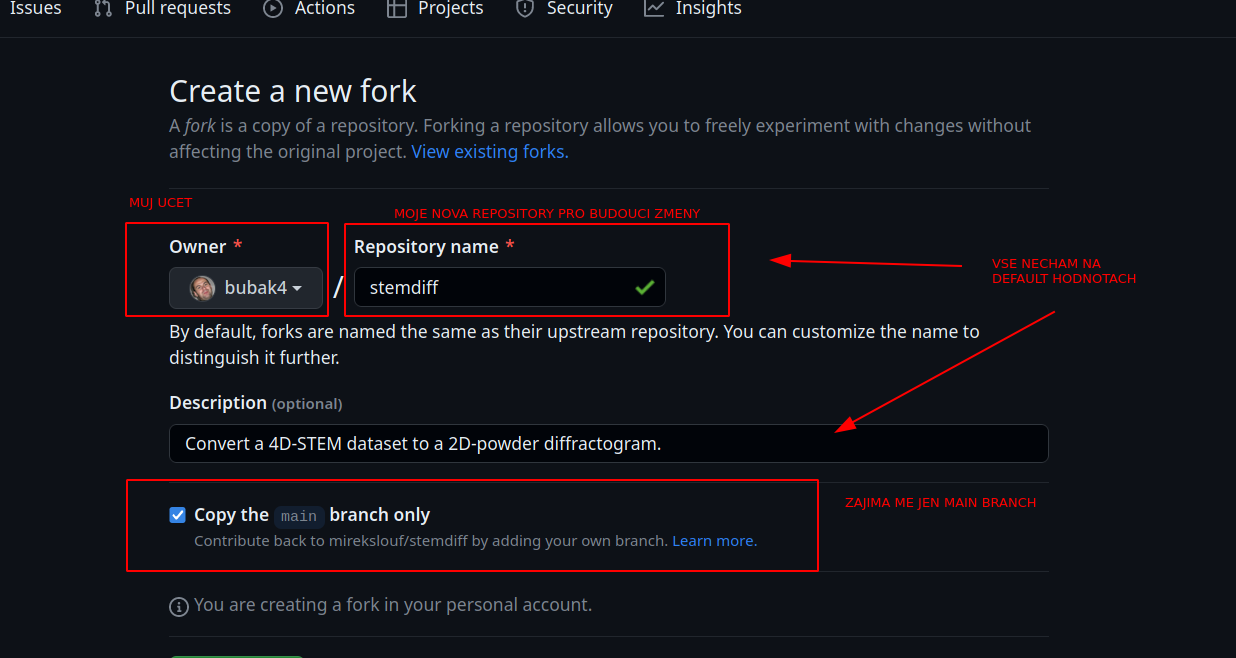 Issues Pull requests Actions Projects Security Insights
Create a new fork
A fork is a copy of a repository. Forking a repository allows you to freely experiment with changes without
affecting the original project. View existing forks.
MUJ UCET
MOJE NOVA REPOSITORY PRO BUDOUCI ZMENY
Owner * Repository name *
bubak4 / stemdiff
VSE NECHAM NA
DEFAULT HODNOTACH
By default, forks are named the same as their upstream repository. You can customize the name to
distinguish it further.
Description (optional)
Convert a 4D-STEM dataset to a 2D-powder diffractogram.
ZAJIMA ME JEN MAIN BRANCH
Copy the main branch only
Contribute back to mirekslouf/stemdiff by adding your own branch. Learn more.
You are creating a fork in your personal account.